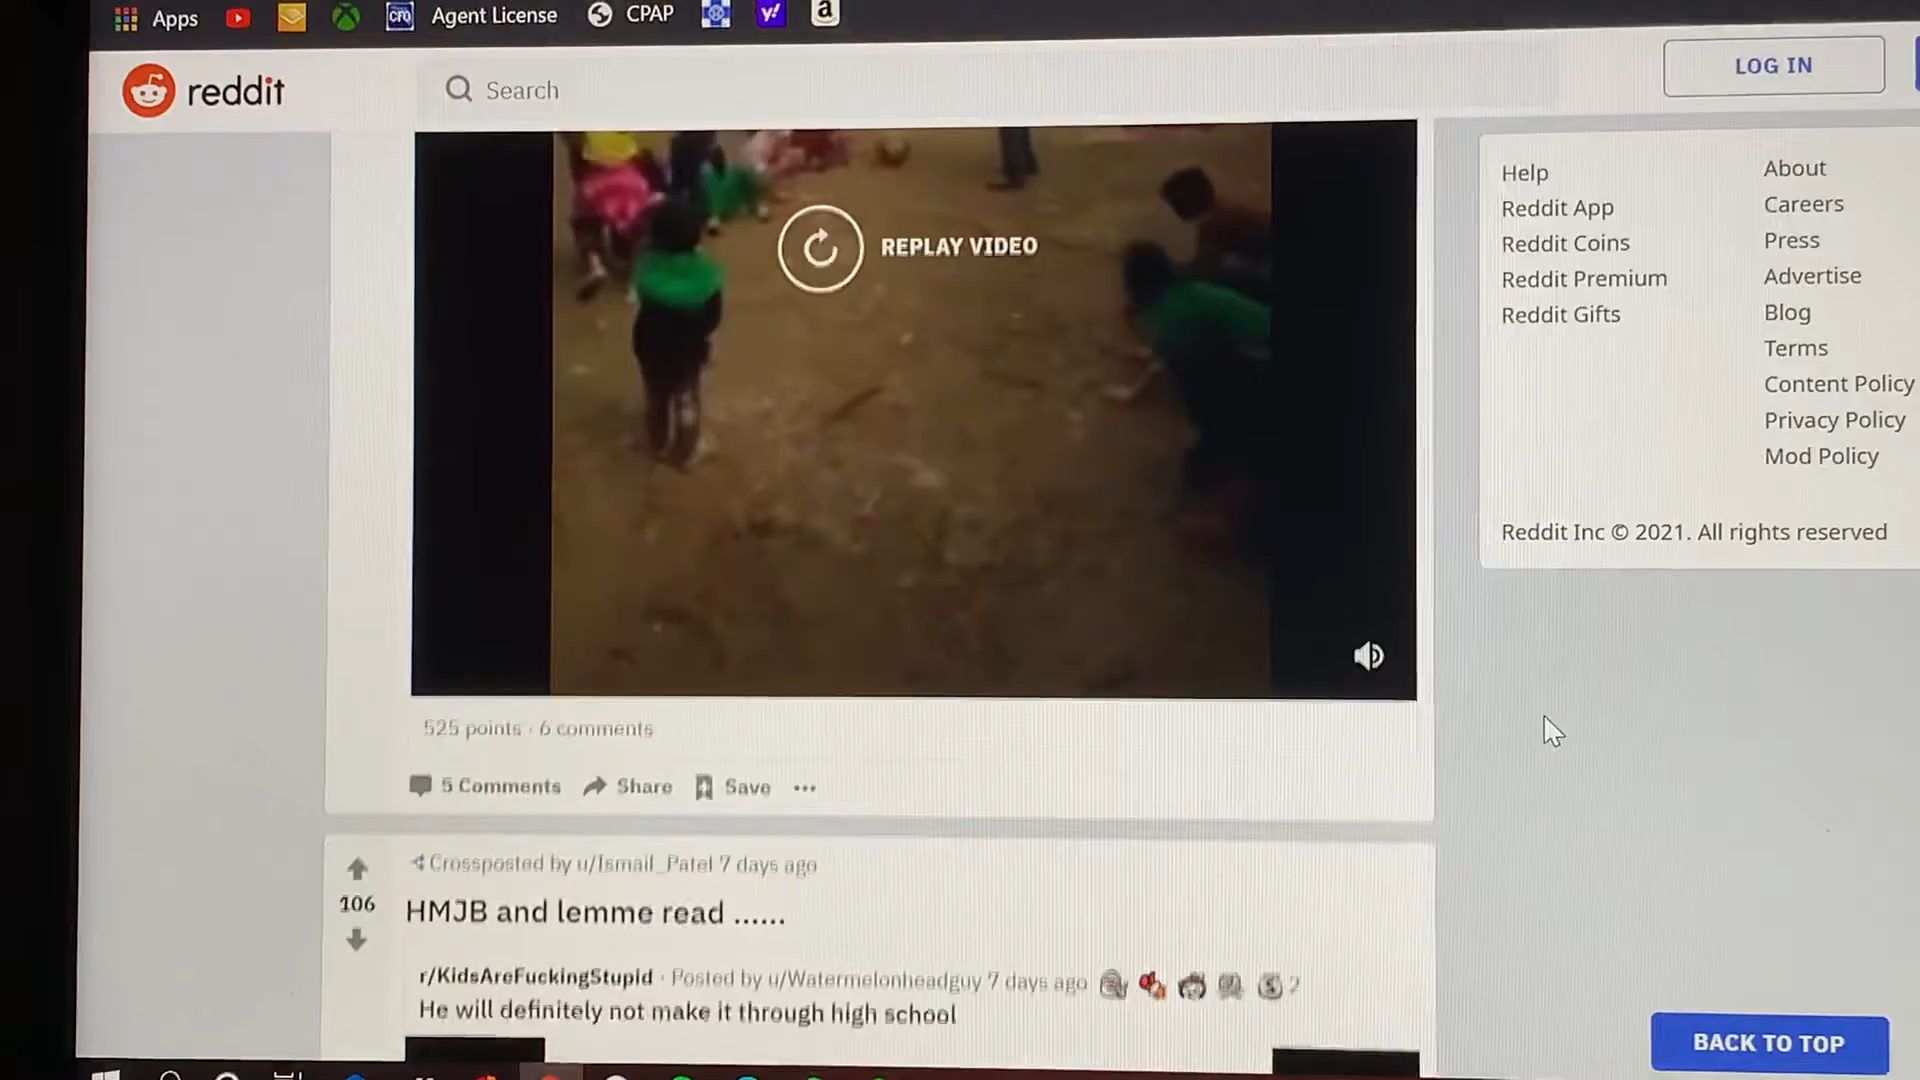 Apps
CFO
Agent License
CPAP
y!
a
reddit
Search
LOG IN
REPLAY VIDEO
Help
Reddit App
Reddit Coins
Reddit Premium
Reddit Gifts
About
Careers
Press
Advertise
Blog
Terms
Content Policy
Privacy Policy
Mod Policy
Reddit Inc © 2021. All rights reserved
525 points · 6 comments
5 Comments Share Save ...
Crossposted by u/Ismail_Patel 7 days ago
106
HMJB and lemme read ......
r/KidsAreFuckingStupid · Posted by u/Watermelonheadguy 7 days ago 2
He will definitely not make it through high school
BACK TO TOP